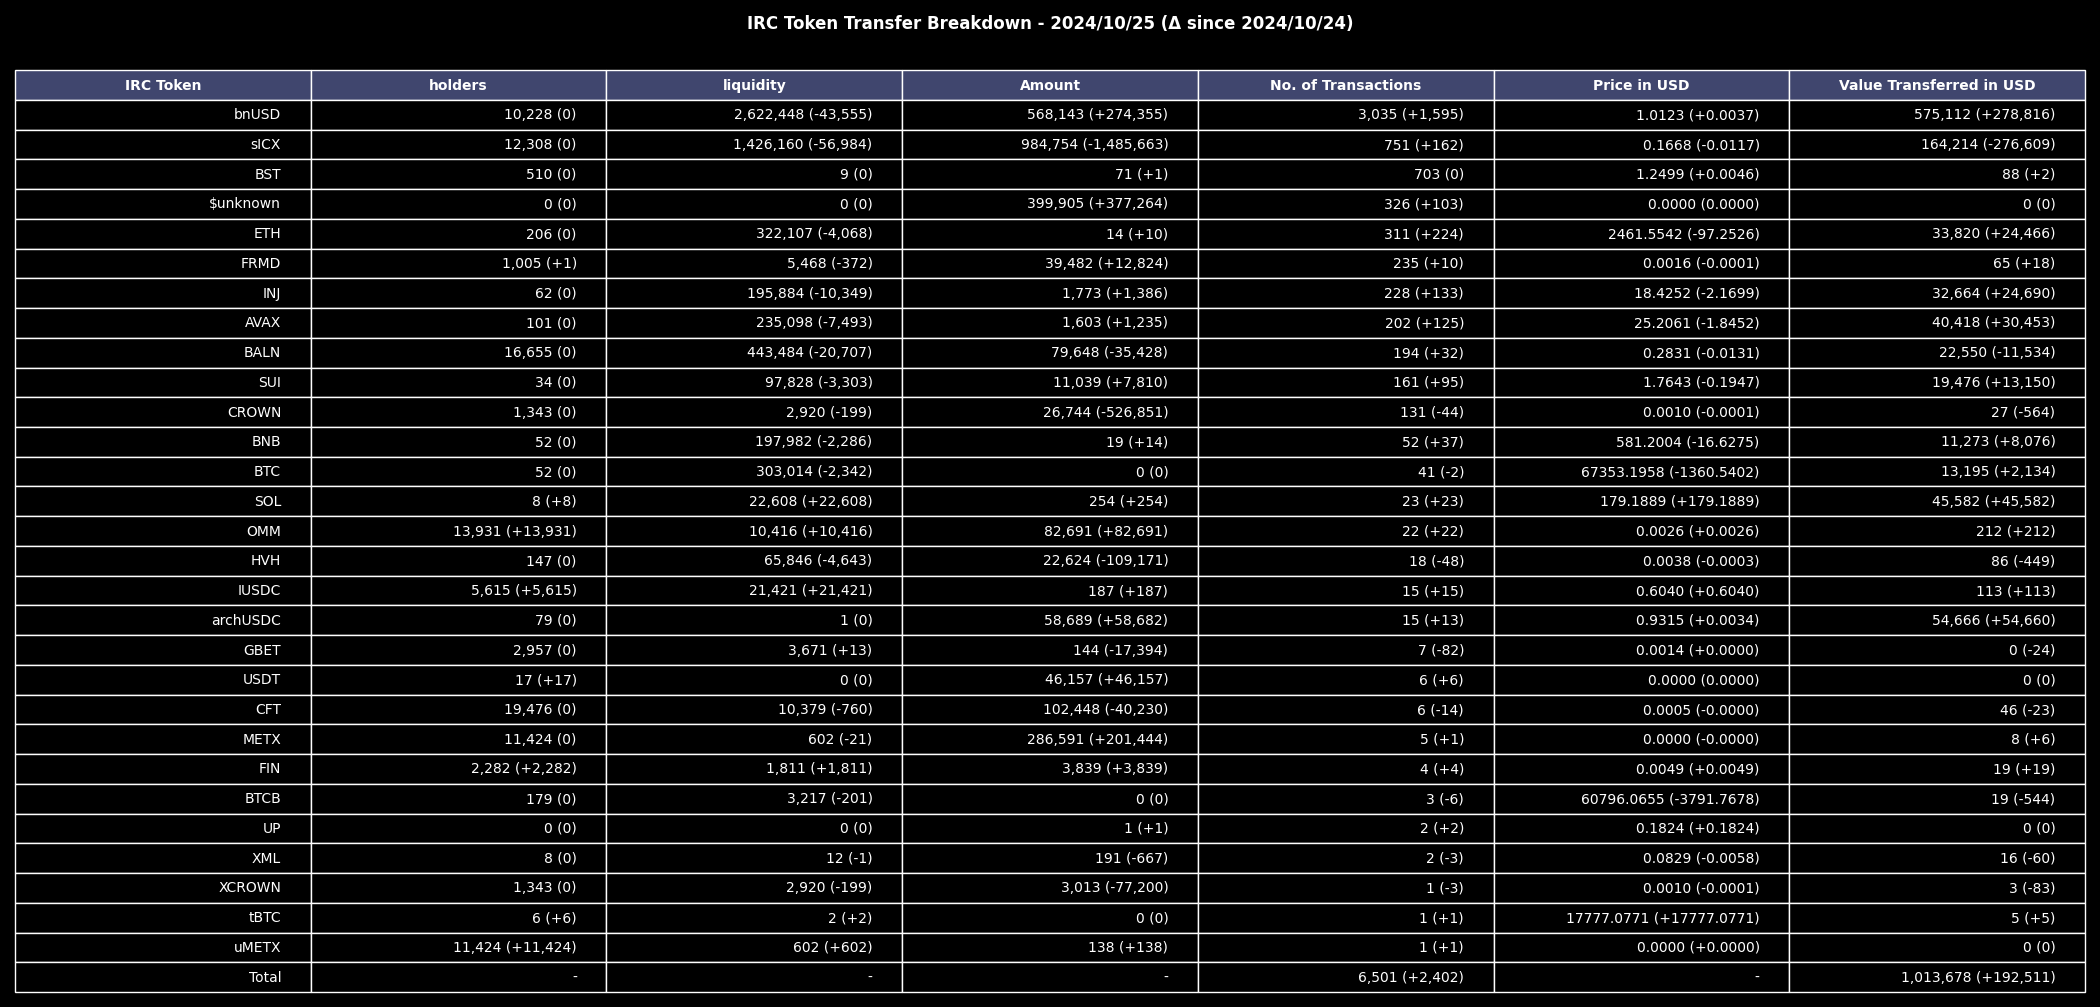 IRC Token Transfer Breakdown - 2024/10/25 (Δ since 2024/10/24)
IRC Token holders liquidity Amount No. of Transactions Price in USD Value Transferred in USD
bnUSD 10,228 (0) 2,622,448 (-43,555) 568,143 (+274,355) 3,035 (+1,595) 1.0123 (+0.0037) 575,112 (+278,816)
sICX 12,308 (0) 1,426,160 (-56,984) 984,754 (-1,485,663) 751 (+162) 0.1668 (-0.0117) 164,214 (-276,609)
BST 510 (0) 9 (0) 71 (+1) 703 (0) 1.2499 (+0.0046) 88 (+2)
$unknown 0 (0) 0 (0) 399,905 (+377,264) 326 (+103) 0.0000 (0.0000) 0 (0)
ETH 206 (0) 322,107 (-4,068) 14 (+10) 311 (+224) 2461.5542 (-97.2526) 33,820 (+24,466)
FRMD 1,005 (+1) 5,468 (-372) 39,482 (+12,824) 235 (+10) 0.0016 (-0.0001) 65 (+18)
INJ 62 (0) 195,884 (-10,349) 1,773 (+1,386) 228 (+133) 18.4252 (-2.1699) 32,664 (+24,690)
AVAX 101 (0) 235,098 (-7,493) 1,603 (+1,235) 202 (+125) 25.2061 (-1.8452) 40,418 (+30,453)
BALN 16,655 (0) 443,484 (-20,707) 79,648 (-35,428) 194 (+32) 0.2831 (-0.0131) 22,550 (-11,534)
SUI 34 (0) 97,828 (-3,303) 11,039 (+7,810) 161 (+95) 1.7643 (-0.1947) 19,476 (+13,150)
CROWN 1,343 (0) 2,920 (-199) 26,744 (-526,851) 131 (-44) 0.0010 (-0.0001) 27 (-564)
BNB 52 (0) 197,982 (-2,286) 19 (+14) 52 (+37) 581.2004 (-16.6275) 11,273 (+8,076)
BTC 52 (0) 303,014 (-2,342) 0 (0) 41 (-2) 67353.1958 (-1360.5402) 13,195 (+2,134)
SOL 8 (+8) 22,608 (+22,608) 254 (+254) 23 (+23) 179.1889 (+179.1889) 45,582 (+45,582)
OMM 13,931 (+13,931) 10,416 (+10,416) 82,691 (+82,691) 22 (+22) 0.0026 (+0.0026) 212 (+212)
HVH 147 (0) 65,846 (-4,643) 22,624 (-109,171) 18 (-48) 0.0038 (-0.0003) 86 (-449)
IUSDC 5,615 (+5,615) 21,421 (+21,421) 187 (+187) 15 (+15) 0.6040 (+0.6040) 113 (+113)
archUSDC 79 (0) 1 (0) 58,689 (+58,682) 15 (+13) 0.9315 (+0.0034) 54,666 (+54,660)
GBET 2,957 (0) 3,671 (+13) 144 (-17,394) 7 (-82) 0.0014 (+0.0000) 0 (-24)
USDT 17 (+17) 0 (0) 46,157 (+46,157) 6 (+6) 0.0000 (0.0000) 0 (0)
CFT 19,476 (0) 10,379 (-760) 102,448 (-40,230) 6 (-14) 0.0005 (-0.0000) 46 (-23)
METX 11,424 (0) 602 (-21) 286,591 (+201,444) 5 (+1) 0.0000 (-0.0000) 8 (+6)
FIN 2,282 (+2,282) 1,811 (+1,811) 3,839 (+3,839) 4 (+4) 0.0049 (+0.0049) 19 (+19)
BTCB 179 (0) 3,217 (-201) 0 (0) 3 (-6) 60796.0655 (-3791.7678) 19 (-544)
UP 0 (0) 0 (0) 1 (+1) 2 (+2) 0.1824 (+0.1824) 0 (0)
XML 8 (0) 12 (-1) 191 (-667) 2 (-3) 0.0829 (-0.0058) 16 (-60)
XCROWN 1,343 (0) 2,920 (-199) 3,013 (-77,200) 1 (-3) 0.0010 (-0.0001) 3 (-83)
tBTC 6 (+6) 2 (+2) 0 (0) 1 (+1) 17777.0771 (+17777.0771) 5 (+5)
uMETX 11,424 (+11,424) 602 (+602) 138 (+138) 1 (+1) 0.0000 (+0.0000) 0 (0)
Total - - - 6,501 (+2,402) - 1,013,678 (+192,511)